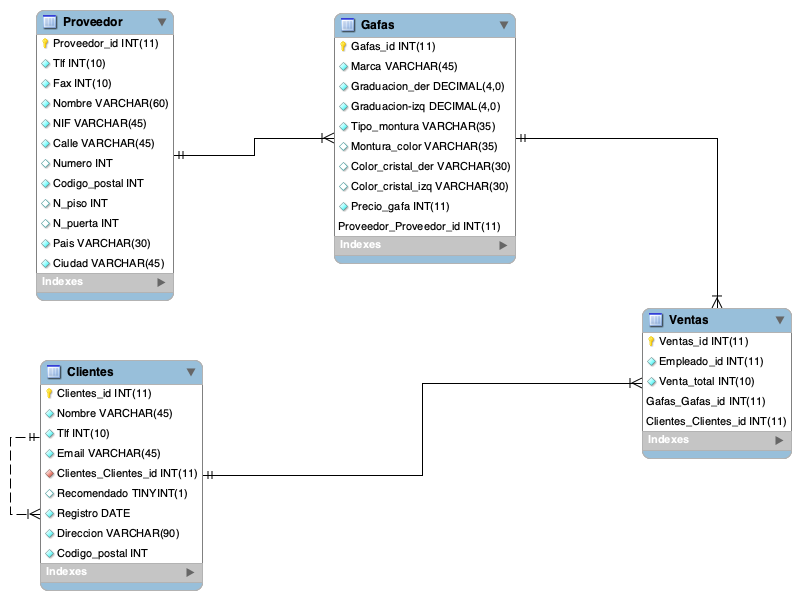 Proveedor
Proveedor_id INT(11)
Tlf INT(10)
Fax INT(10)
Nombre VARCHAR(60)
NIF VARCHAR(45)
Calle VARCHAR(45)
Numero INT
Codigo_postal INT
N_piso INT
N_puerta INT
Pais VARCHAR(30)
Ciudad VARCHAR(45)
Indexes
Gafas
Gafas_id INT(11)
Marca VARCHAR(45)
Graduacion_der DECIMAL(4,0)
Graduacion-izq DECIMAL(4,0)
Tipo_montura VARCHAR(35)
Montura_color VARCHAR(35)
Color_cristal_der VARCHAR(30)
Color_cristal_izq VARCHAR(30)
Precio_gafa INT(11)
Proveedor_Proveedor_id INT(11)
Indexes
Ventas
Ventas_id INT(11)
Empleado_id INT(11)
Venta_total INT(10)
Gafas_Gafas_id INT(11)
Clientes_Clientes_id INT(11)
Indexes
Clientes
Clientes_id INT(11)
Nombre VARCHAR(45)
Tlf INT(10)
Email VARCHAR(45)
Clientes_Clientes_id INT(11)
Recomendado TINYINT(1)
Registro DATE
Direccion VARCHAR(90)
Codigo_postal INT
Indexes